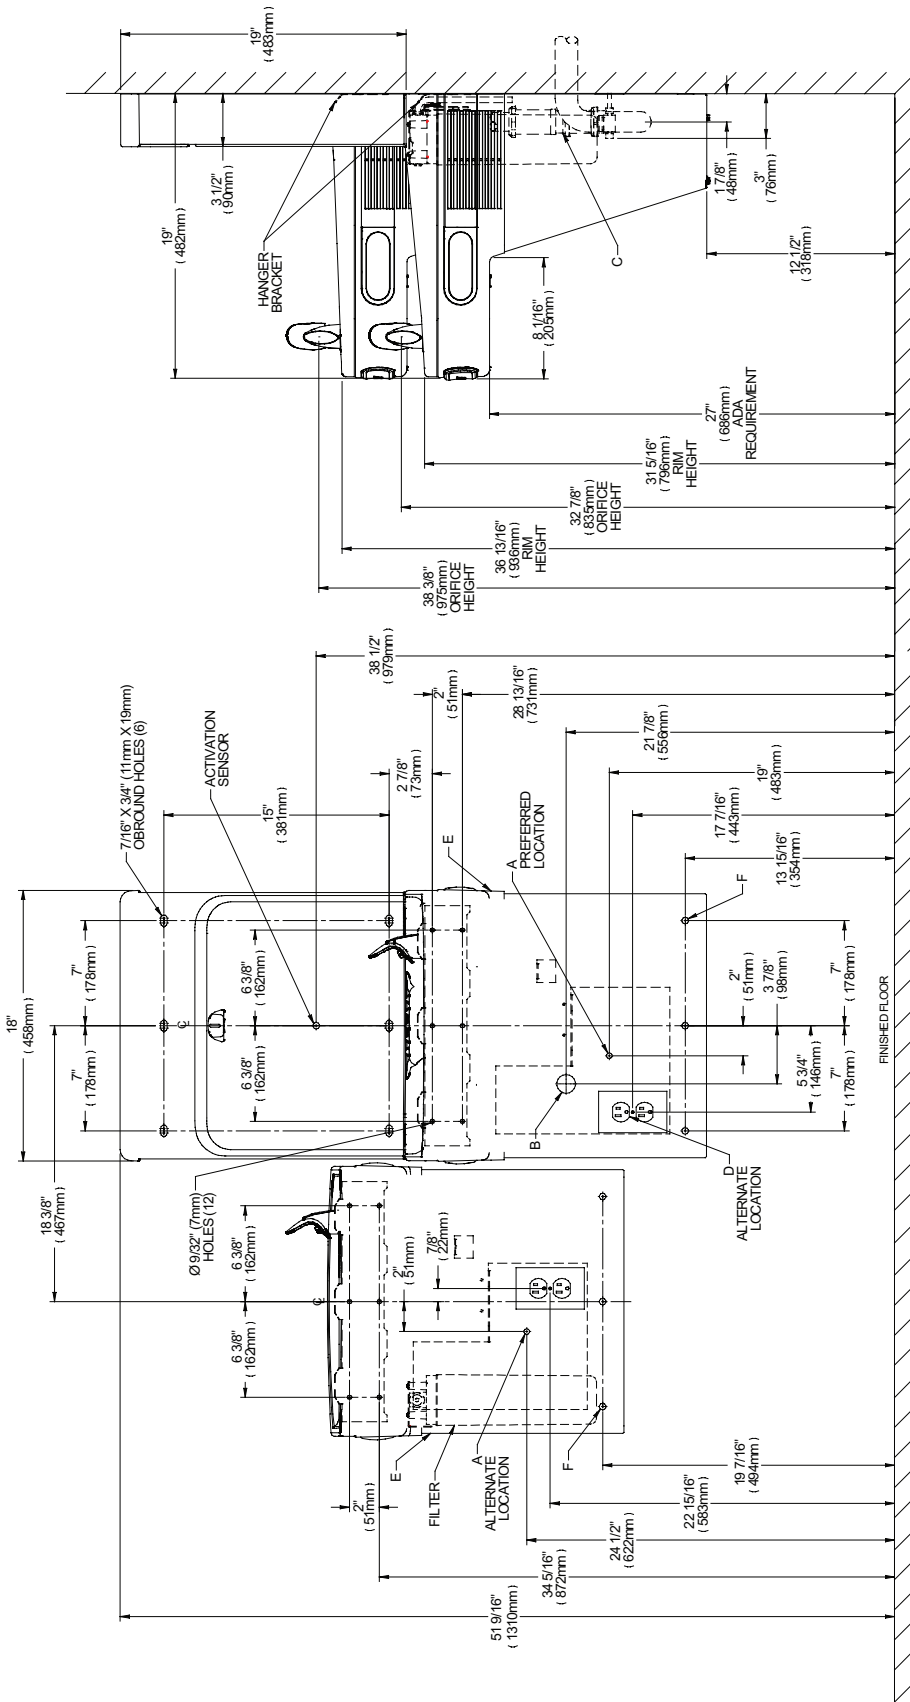 19"
(483mm)
3 1/2"
(90mm)
19"
(482mm)
HANGER
BRACKET
1 7/8"
(48mm)
3"
(76mm)
C
12 1/2"
(318mm)
8 1/16"
(205mm)
27"
(686mm)
ADA
REQUIREMENT
31 5/16"
(796mm)
RIM
HEIGHT
32 7/8"
(835mm)
ORIFICE
HEIGHT
36 13/16"
(936mm)
RIM
HEIGHT
38 3/8"
(975mm)
ORIFICE
HEIGHT
38 1/2"
(979mm)
7/16" X 3/4" (11mm X 19mm)
OBROUND HOLES (6)
ACTIVATION
SENSOR
15"
(381mm)
2"
(51mm)
28 13/16"
(731mm)
2 7/8"
(73mm)
21 7/8"
(556mm)
19"
(483mm)
17 7/16"
(443mm)
13 15/16"
(354mm)
E
A
PREFERRED
LOCATION
F
18"
(458mm)
7"
(178mm)
7"
(178mm)
6 3/8"
(162mm)
6 3/8"
(162mm)
2"
(51mm)
3 7/8"
(98mm)
7"
(178mm)
5 3/4"
(146mm)
7"
(178mm)
FINISHED FLOOR
B
D
ALTERNATE
LOCATION
18 3/8"
(467mm)
Ø 9/32" (7mm)
HOLES (12)
6 3/8"
(162mm)
6 3/8"
(162mm)
2"
(51mm)
7/8"
(22mm)
2"
(51mm)
E
FILTER
A
ALTERNATE
LOCATION
F
19 7/16"
(494mm)
22 15/16"
(583mm)
24 1/2"
(622mm)
34 5/16"
(872mm)
51 9/16"
(1310mm)